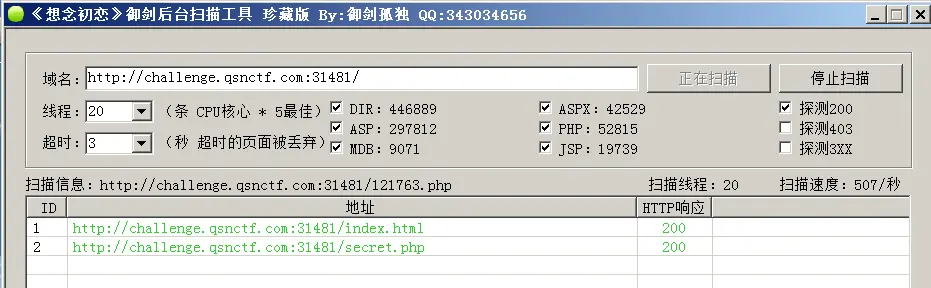 《想念初恋》御剑后台扫描工具 珍藏版 By:御剑孤独 QQ:343034656
域名: http://challenge.qsnctf.com:31481/ 正在扫描 停止扫描
线程: 20 (条 CPU核心 * 5最佳) DIR: 446889 ASPX: 42529 探测200
ASP: 297812 PHP: 52815 探测403
超时: 3 (秒 超时的页面被丢弃) MDB: 9071 JSP: 19739 探测3XX
扫描信息: http://challenge.qsnctf.com:31481/121763.php 扫描线程: 20 扫描速度: 507/秒
ID 地址 HTTP响应
1 http://challenge.qsnctf.com:31481/index.html 200
2 http://challenge.qsnctf.com:31481/secret.php 200